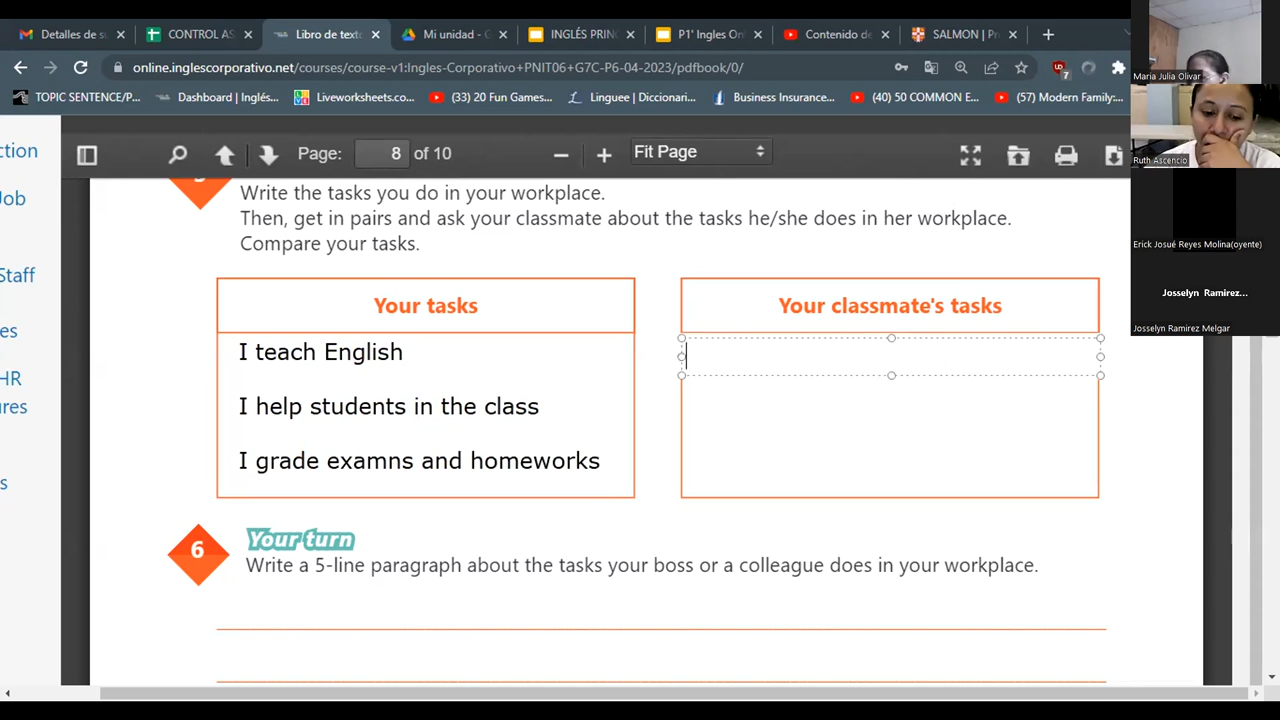 Detalles de su
CONTROL AS
Libro de texto
Mi unidad - G
INGLÉS PRINC
P1' Ingles On
Contenido de
SALMON | Pr
online.inglescorporativo.net/courses/course-v1:Ingles-Corporativo+PNIT06+G7C-P6-04-2023/pdfbook/0/
7
TOPIC SENTENCE/P...
Dashboard | Inglés...
Liveworksheets.co...
(33) 20 Fun Games...
Linguee | Diccionari...
Business Insurance...
(40) 50 COMMON E...
(57) Modern Family:...
Maria Julia Olivar
Ruth Ascencio
Erick Josué Reyes Molina(oyente)
Josselyn Ramirez...
Josselyn Ramirez Melgar
ction
Job
Staff
es
HR
ures
s
Page: 8 of 10
Fit Page
Write the tasks you do in your workplace.
Then, get in pairs and ask your classmate about the tasks he/she does in her workplace.
Compare your tasks.
Your tasks
I teach English
I help students in the class
I grade examns and homeworks
Your classmate's tasks
6
Your turn
Write a 5-line paragraph about the tasks your boss or a colleague does in your workplace.